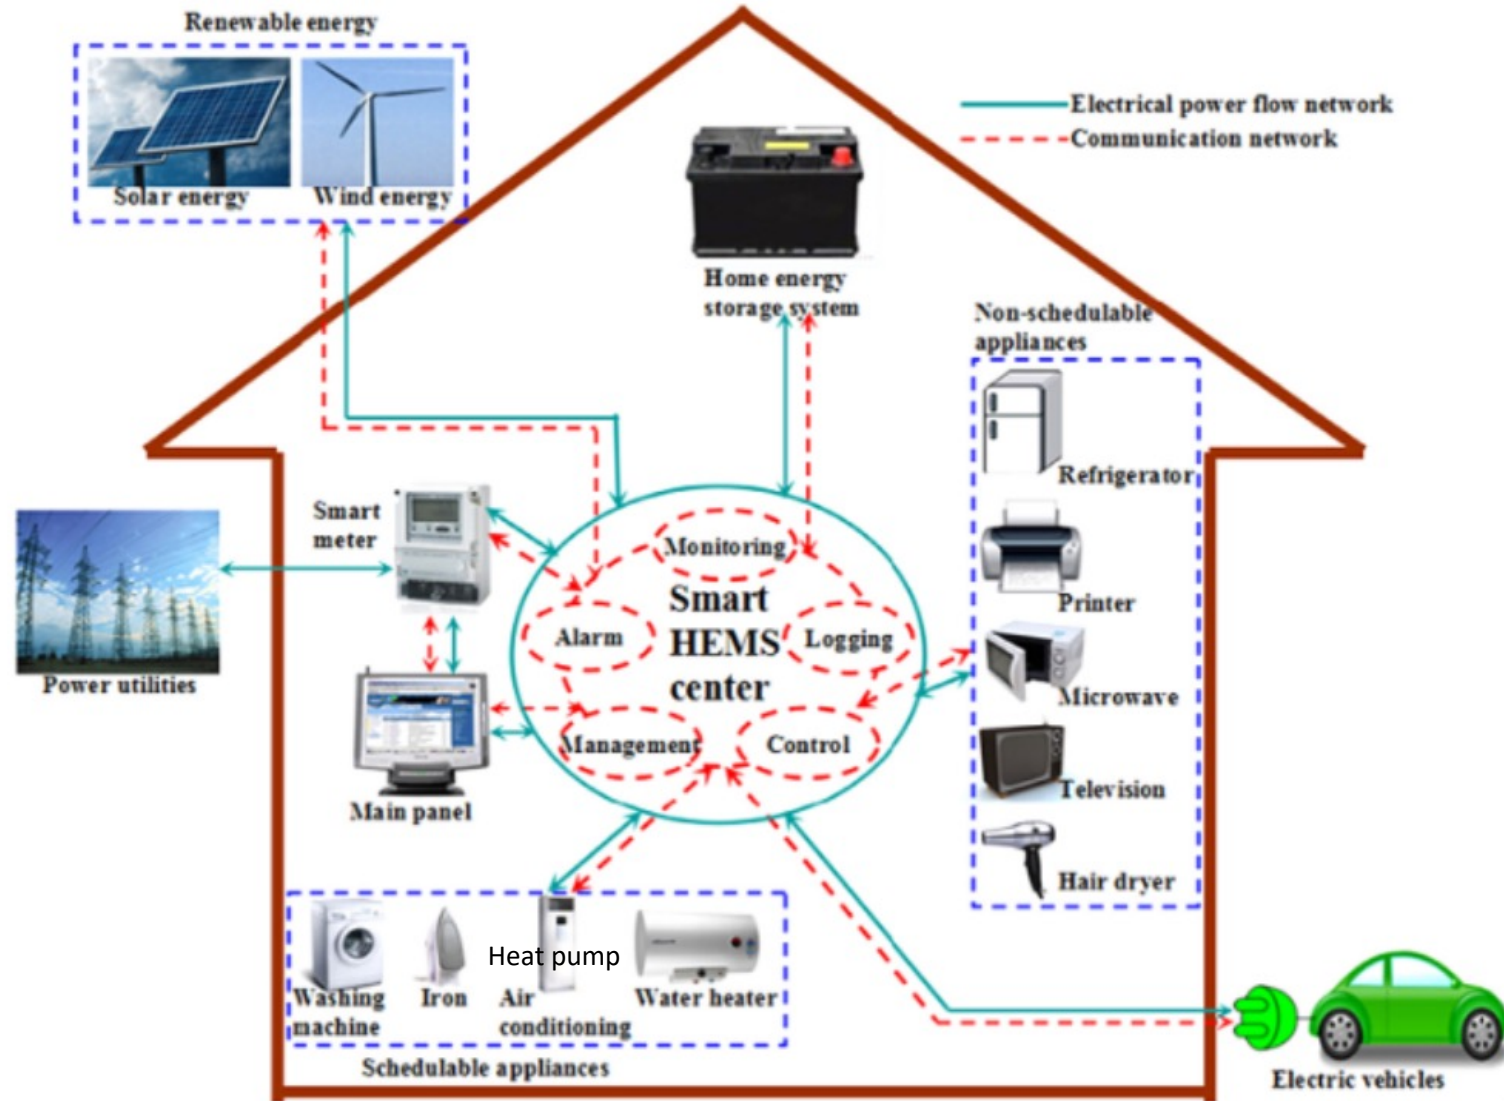 Renewable energy
Solar energy
Wind energy
Electrical power flow network
Communication network
Home energy
storage system
Non-schedulable
appliances
Refrigerator
Printer
Microwave
Television
Hair dryer
Smart
meter
Power utilities
Main panel
Monitoring
Smart
HEMS
center
Alarm
Logging
Management
Control
Heat pump
Washing
machine
Iron
Air
conditioning
Water heater
Schedulable appliances
Electric vehicles